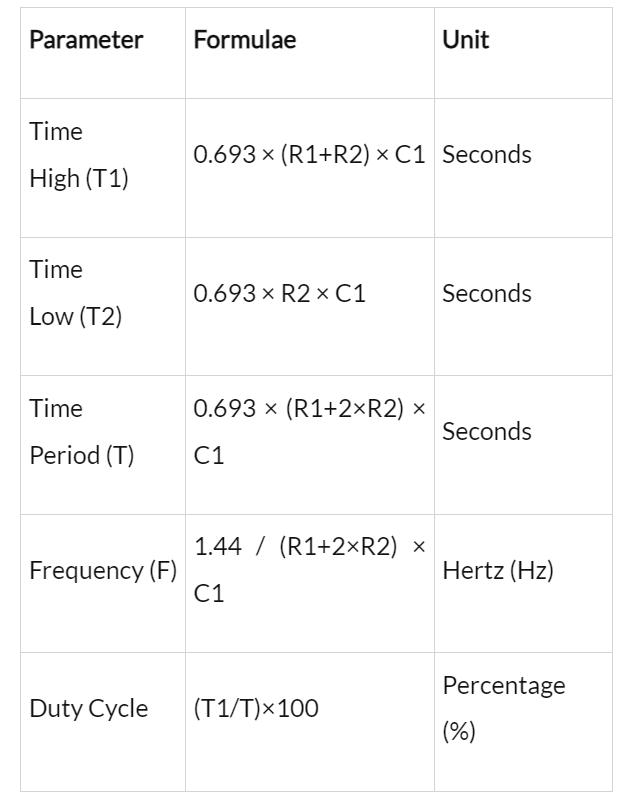 Parameter
Formulae
Unit
Time
High (T1)
0.693 × (R1+R2) × C1
Seconds
Time
Low (T2)
0.693 × R2 × C1
Seconds
Time
Period (T)
0.693 × (R1+2×R2) ×
C1
Seconds
Frequency (F)
1.44 / (R1+2×R2) ×
C1
Hertz (Hz)
Duty Cycle
(T1/T)×100
Percentage
(%)